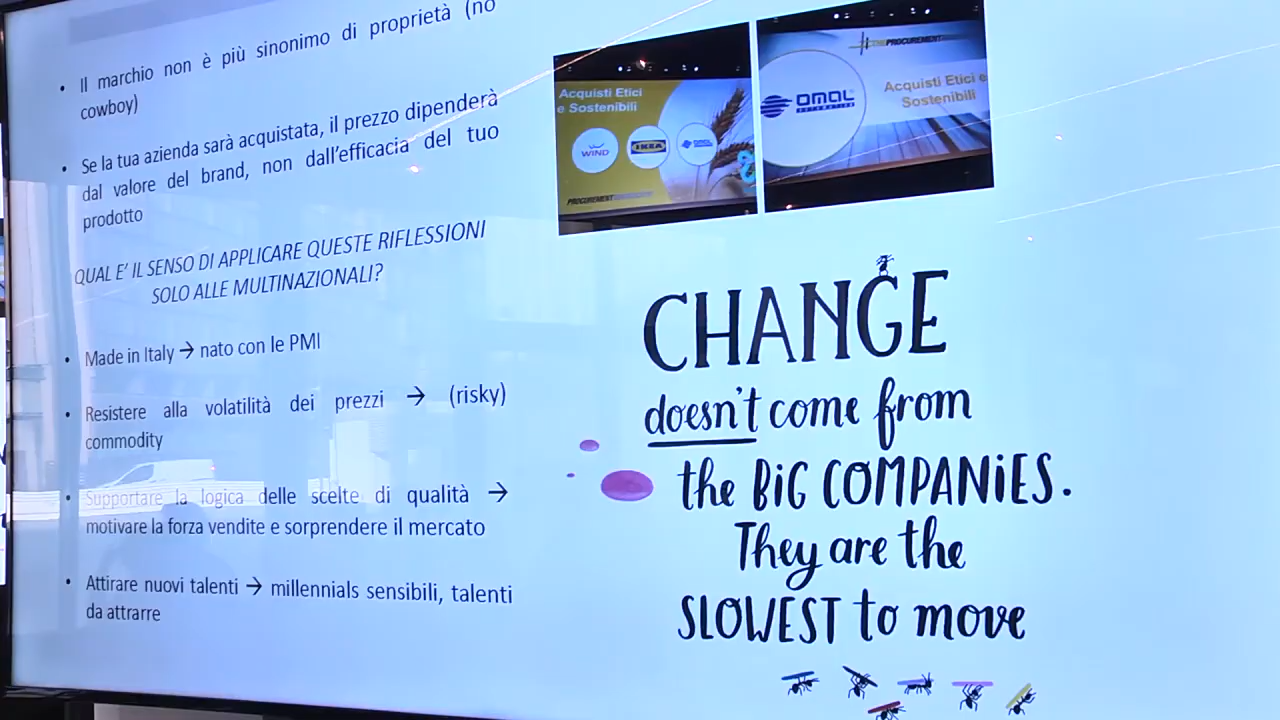 Il marchio non è più sinonimo di proprietà (no
cowboy)
Se la tua azienda sarà acquistata, il prezzo dipenderà
dal valore del brand, non dall'efficacia del tuo
prodotto
QUAL E' IL SENSO DI APPLICARE QUESTE RIFLESSIONI
SOLO ALLE MULTINAZIONALI?
Made in Italy → nato con le PMI
Resistere alla volatilità dei prezzi → (risky)
commodity
Supportare la logica delle scelte di qualità →
motivare la forza vendite e sorprendere il mercato
Attirare nuovi talenti → millennials sensibili, talenti
da attrarre
Acquisti Etici
e Sostenibili
WIND
IKEA
OMAL
PROCUREMENT
PROCUREMENT
OMAL
AUTOMATION
Acquisti Etici e
Sostenibili
CHANGE
doesn't come from
the BiG COMPANiES.
They are the
SLOWEST to move